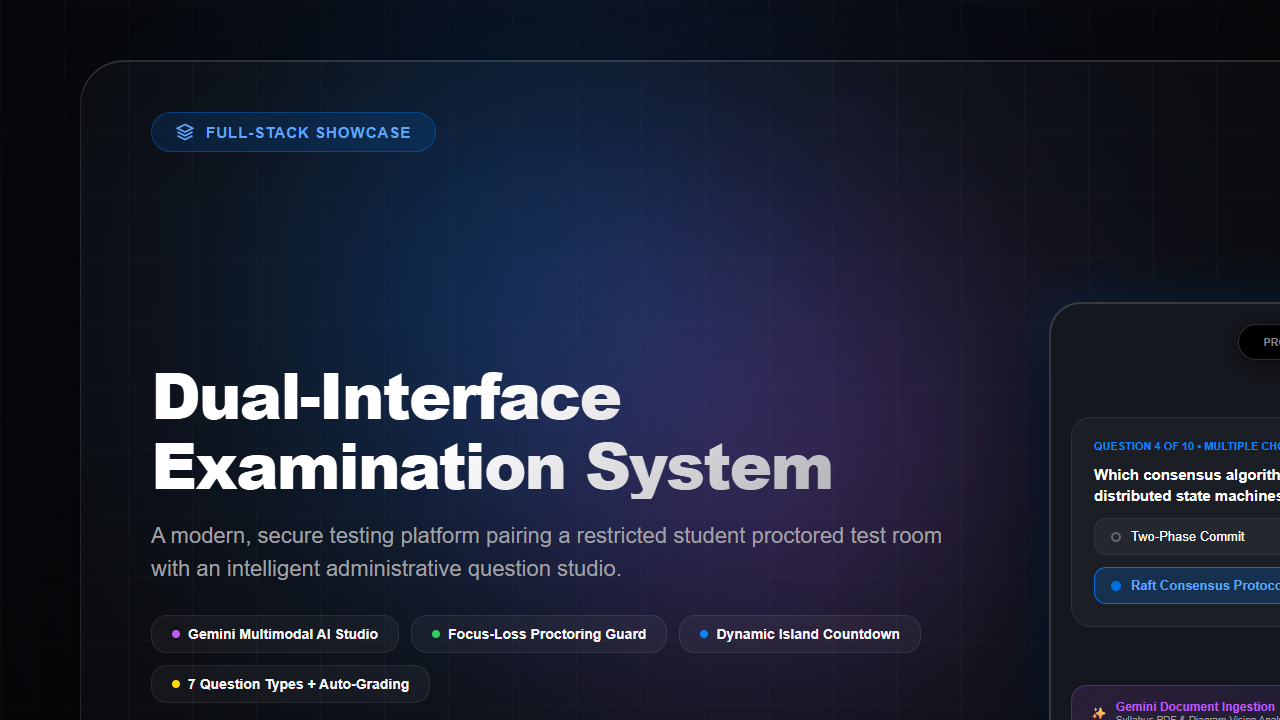 FULL-STACK SHOWCASE
Dual-Interface
Examination System
A modern, secure testing platform pairing a restricted student proctored test room
with an intelligent administrative question studio.
Gemini Multimodal AI Studio
Focus-Loss Proctoring Guard
Dynamic Island Countdown
7 Question Types + Auto-Grading
QUESTION 4 OF 10 • MULTIPLE
Which consensus
distributed state machines
Two-Phase Commit
Raft Consensus
Gemini Document Ingestion